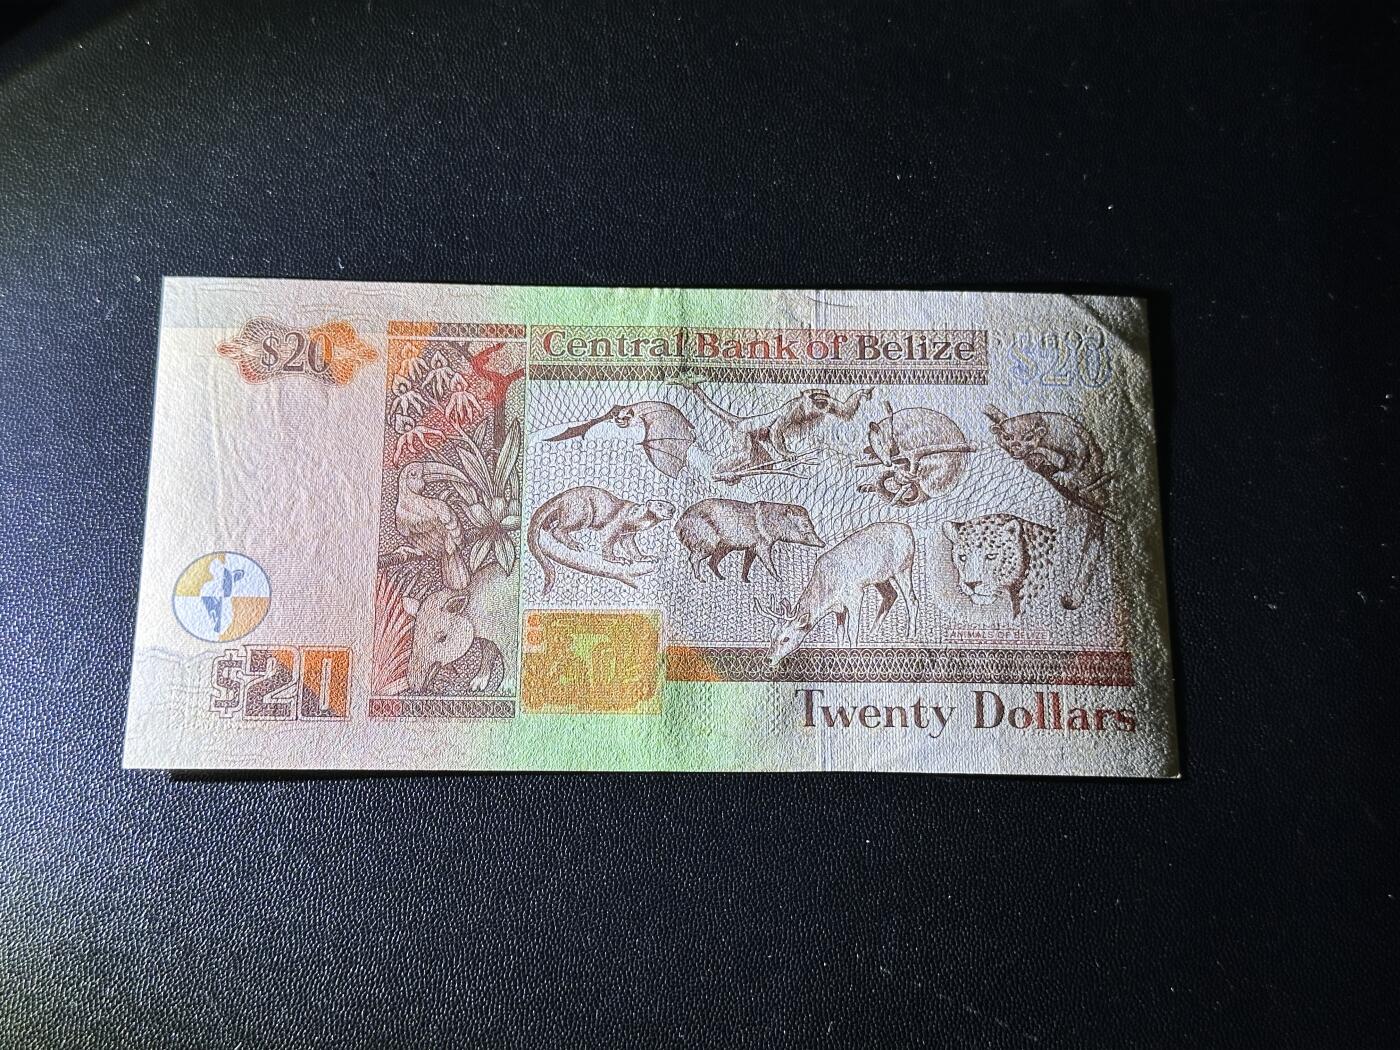 $20
Central Bank of Belize
$20
ANIMALS OF BELIZE
$20
Twenty Dollars